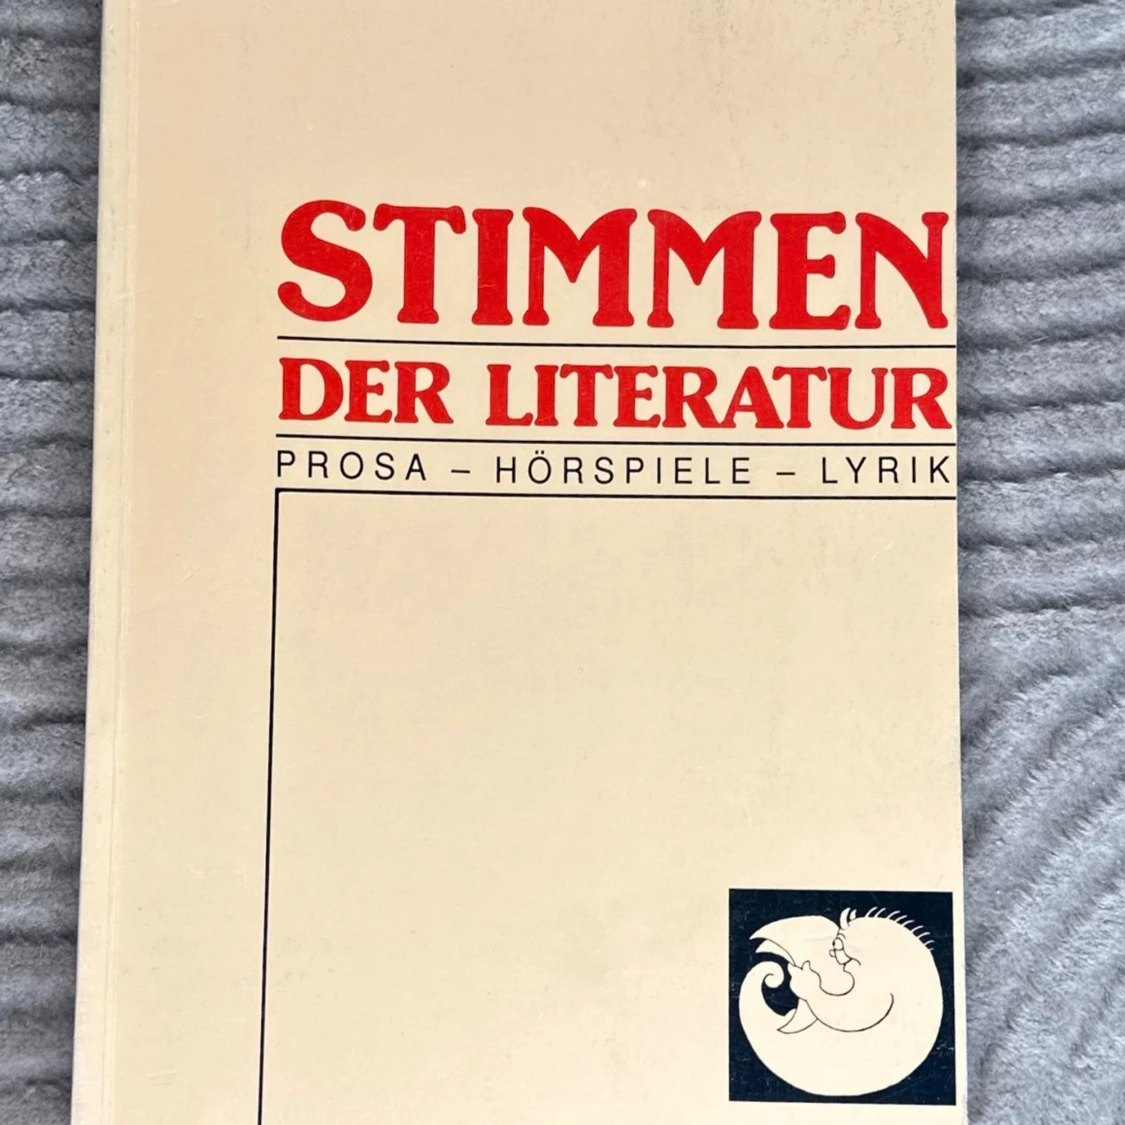 STIMMEN
DER LITERATUR
PROSA – HÖRSPIELE – LYRIK